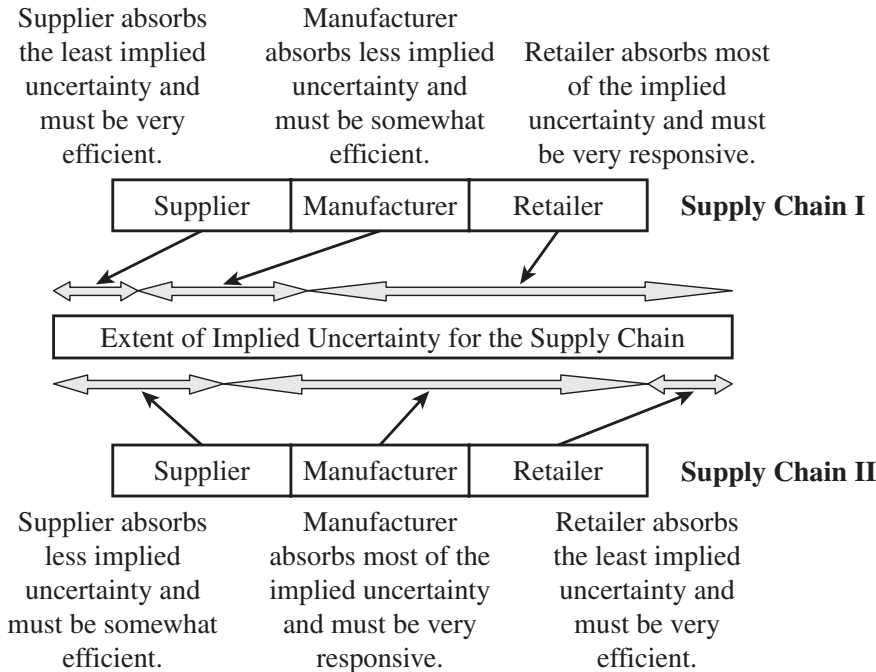 Supplier absorbs
the least implied
uncertainty and
must be very
efficient.
Manufacturer
absorbs less implied
uncertainty and
must be somewhat
efficient.
Retailer absorbs most
of the implied
uncertainty and must
be very responsive.
Supplier
Manufacturer
Retailer
Supply Chain I
Extent of Implied Uncertainty for the Supply Chain
Supplier
Manufacturer
Retailer
Supply Chain II
Supplier absorbs
less implied
uncertainty and
must be somewhat
efficient.
Manufacturer
absorbs most of the
implied uncertainty
and must be very
responsive.
Retailer absorbs
the least implied
uncertainty and
must be very
efficient.